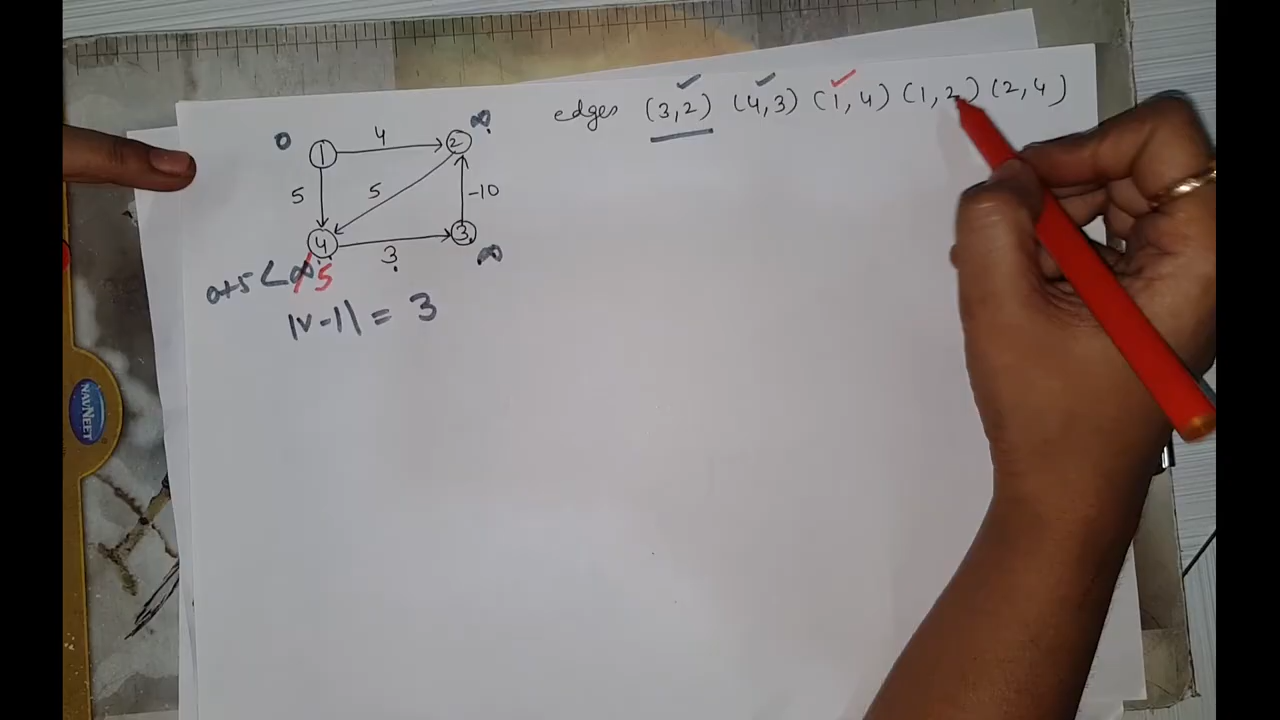 edges (3,2) (4,3) (1,4) (1,2) (2,4)
0 1 4 2 ∞
5 5 -10
4 3 3
0+5 < ∞ 5 ∞
|V-1| = 3
NAVNEET